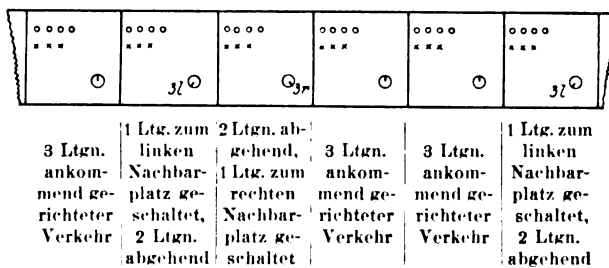 3l
3r
3l
3 Ltgn.
ankom-
mend ge-
richteter
Verkehr
1 Ltg. zum
linken
Nachbar-
platz ge-
schaltet,
2 Ltgn.
abgehend
2 Ltgn. ab-
gehend,
1 Ltg. zum
rechten
Nachbar-
platz ge-
schaltet
3 Ltgn.
ankom-
mend ge-
richteter
Verkehr
3 Ltgn.
ankom-
mend ge-
richteter
Verkehr
1 Ltg. zum
linken
Nachbar-
platz ge-
schaltet,
2 Ltgn.
abgehend